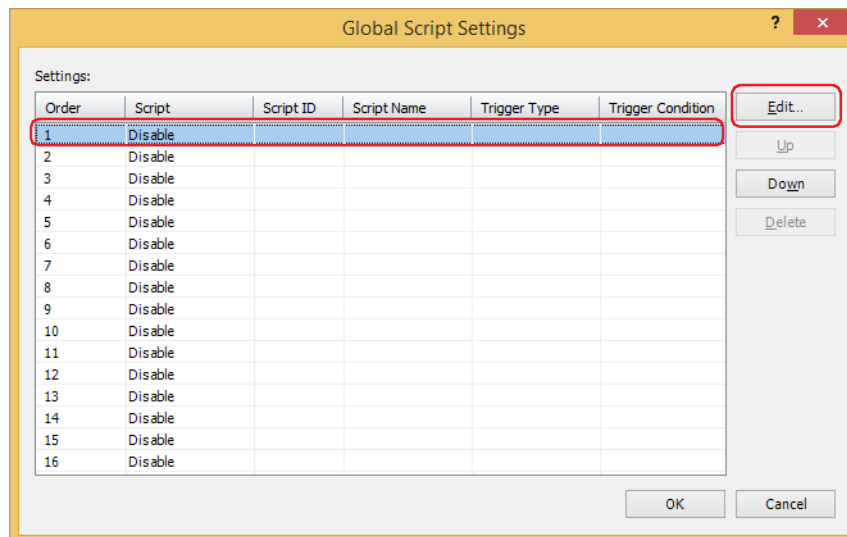 Global Script Settings
? ×
Settings:
Order Script Script ID Script Name Trigger Type Trigger Condition
1 Disable
2 Disable
3 Disable
4 Disable
5 Disable
6 Disable
7 Disable
8 Disable
9 Disable
10 Disable
11 Disable
12 Disable
13 Disable
14 Disable
15 Disable
16 Disable
Edit...
Up
Down
Delete
OK Cancel